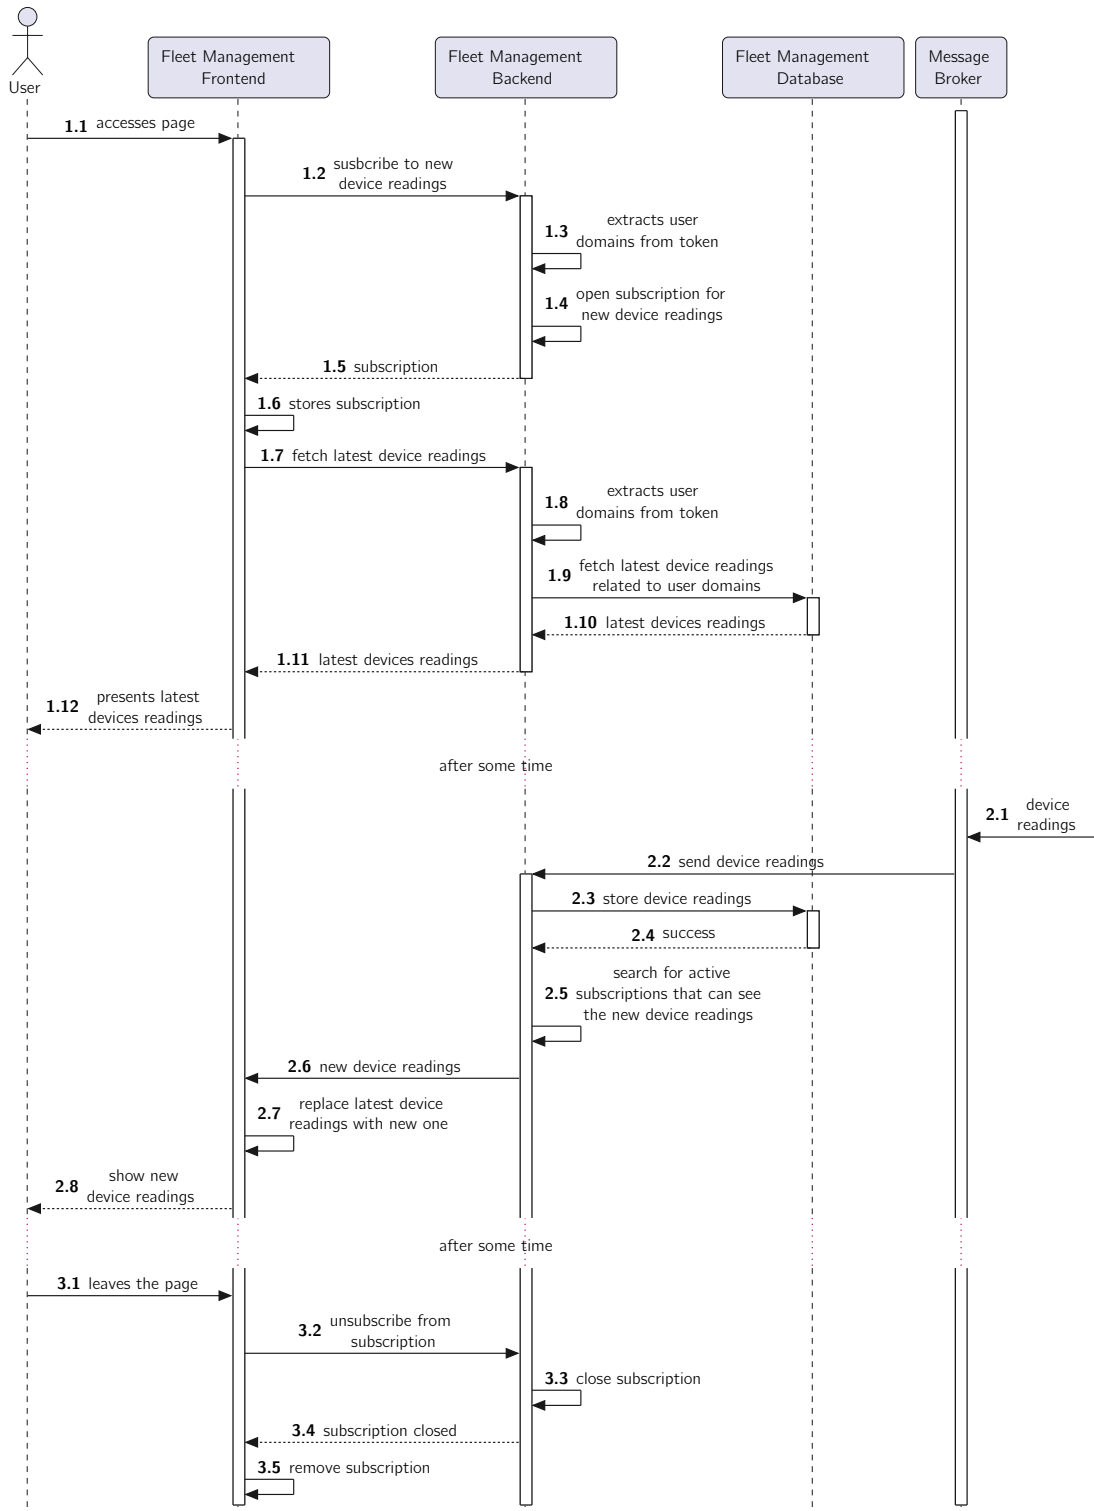 User
Fleet Management
Frontend
Fleet Management
Backend
Fleet Management
Database
Message
Broker
1.1 accesses page
1.2 susbcribe to new
device readings
1.3 extracts user
domains from token
1.4 open subscription for
new device readings
1.5 subscription
1.6 stores subscription
1.7 fetch latest device readings
1.8 extracts user
domains from token
1.9 fetch latest device readings
related to user domains
1.10 latest devices readings
1.11 latest devices readings
1.12 presents latest
devices readings
after some time
2.1 device
readings
2.2 send device readings
2.3 store device readings
2.4 success
search for active
2.5 subscriptions that can see
the new device readings
2.6 new device readings
2.7 replace latest device
readings with new one
2.8 show new
device readings
after some time
3.1 leaves the page
3.2 unsubscribe from
subscription
3.3 close subscription
3.4 subscription closed
3.5 remove subscription